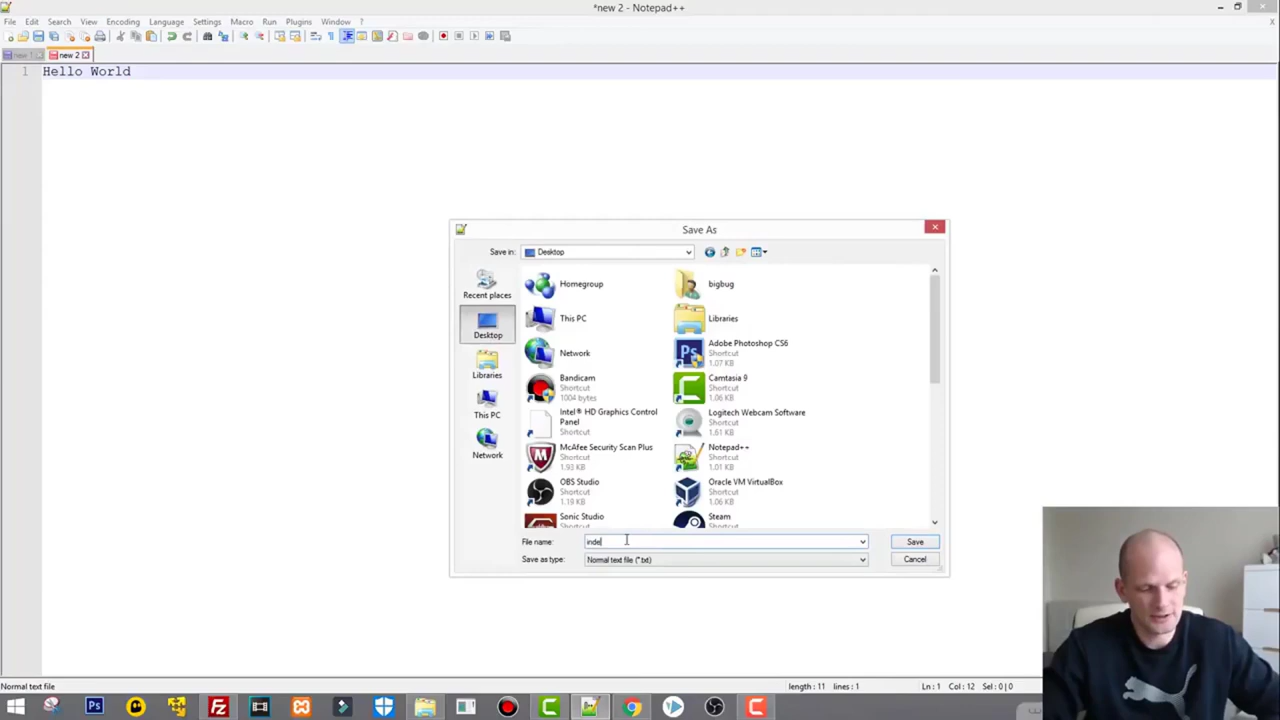 *new 2 - Notepad++
File Edit Search View Encoding Language Settings Macro Run Plugins Window ?
new 1 new 2
1 Hello World
Save As
Save in: Desktop
Recent places
Desktop
Libraries
This PC
Network
Homegroup
bigbug
This PC
Libraries
Network
Adobe Photoshop CS6
Shortcut
1.07 KB
Bandicam
Shortcut
1004 bytes
Camtasia 9
Shortcut
1.06 KB
Intel® HD Graphics Control
Panel
Shortcut
Logitech Webcam Software
Shortcut
1.61 KB
McAfee Security Scan Plus
Shortcut
1.93 KB
Notepad++
Shortcut
1.01 KB
OBS Studio
Shortcut
1.19 KB
Oracle VM VirtualBox
Shortcut
1.06 KB
Sonic Studio
Steam
File name: inde
Save
Save as type: Normal text file (*.txt)
Cancel
Normal text file
length : 11 lines : 1
Ln : 1 Col : 12 Sel : 0 | 0